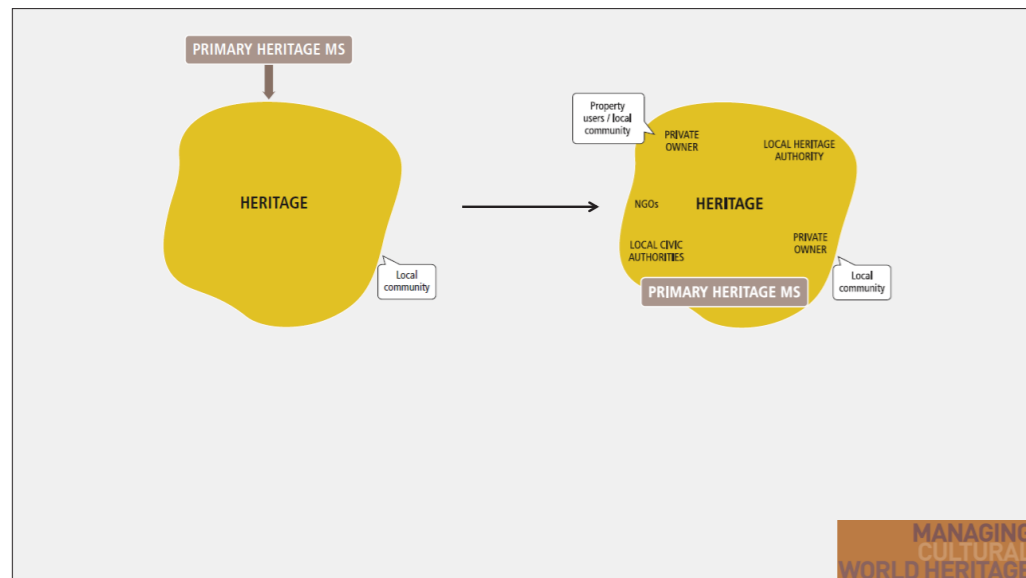 PRIMARY HERITAGE MS
HERITAGE
Local
community
Property
users / local
community
PRIVATE
OWNER
LOCAL HERITAGE
AUTHORITY
NGOs
HERITAGE
LOCAL CIVIC
AUTHORITIES
PRIVATE
OWNER
PRIMARY HERITAGE MS
Local
community
MANAGING
CULTURAL
WORLD HERITAGE